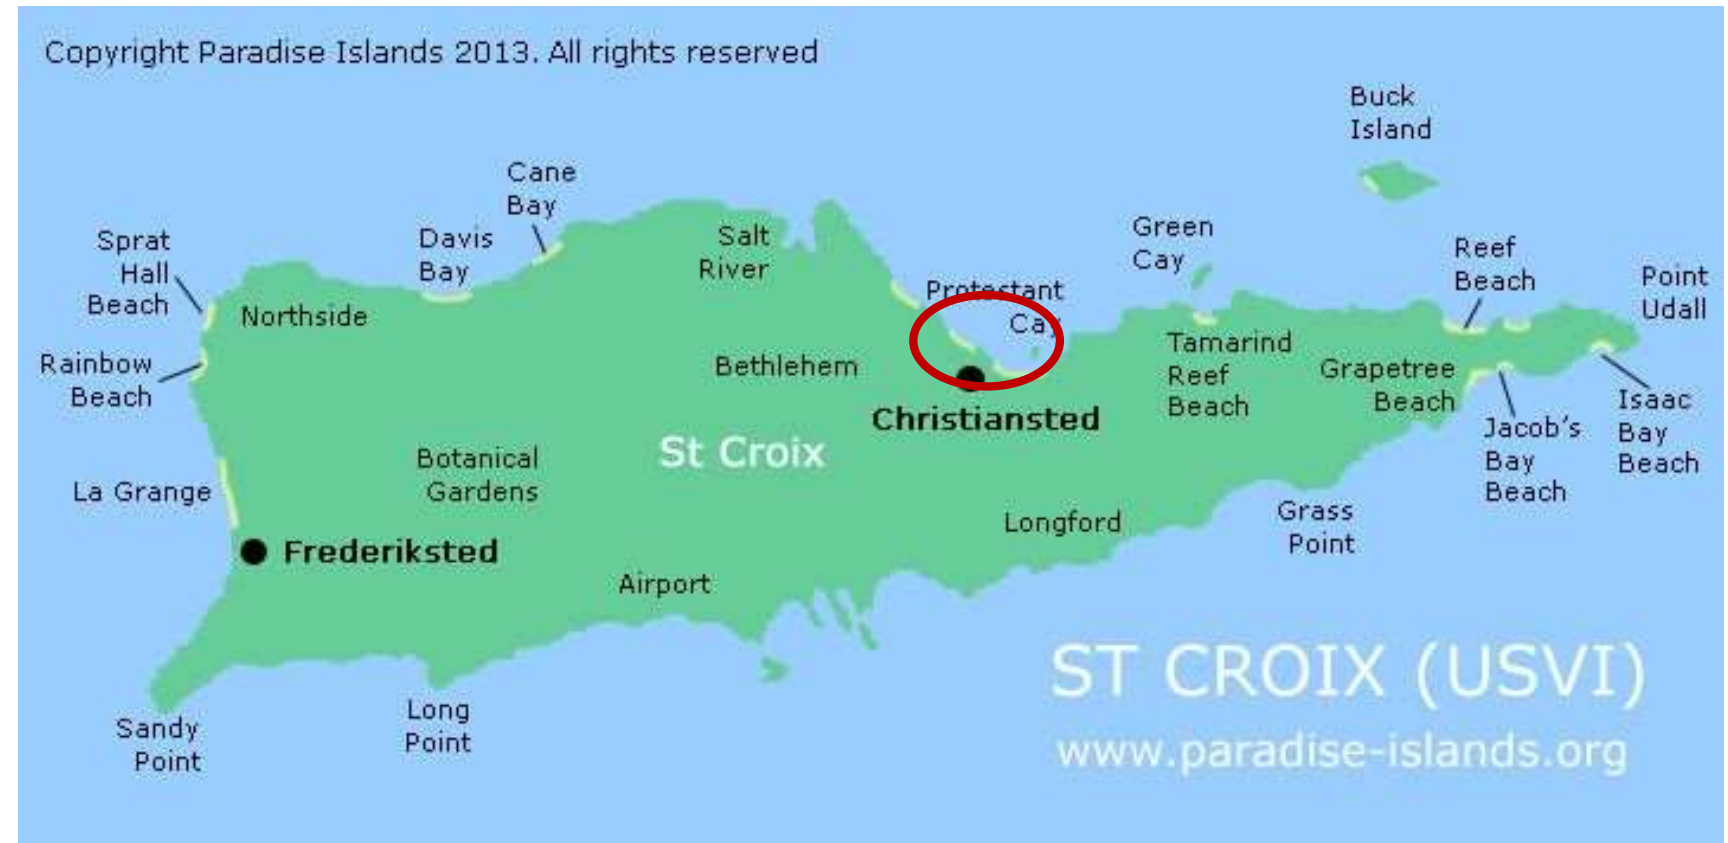 Copyright Paradise Islands 2013. All rights reserved
Buck
Island
Cane
Bay
Sprat
Hall
Beach
Davis
Bay
Salt
River
Green
Cay
Reef
Beach
Point
Udall
Northside
Protestant
Cay
Rainbow
Beach
Bethlehem
Tamarind
Reef
Beach
Grapetree
Beach
Christiansted
Jacob's
Bay
Beach
Isaac
Bay
Beach
St Croix
Botanical
Gardens
La Grange
Longford
Grass
Point
Frederiksted
Airport
Sandy
Point
Long
Point
ST CROIX (USVI)
www.paradise-islands.org